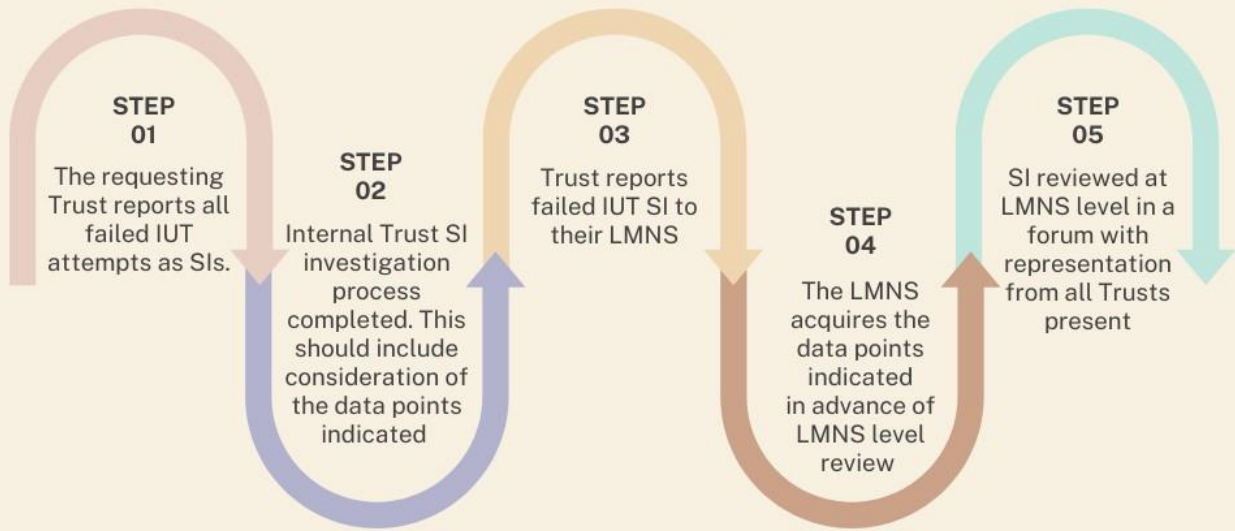 STEP
01
The requesting
Trust reports all
failed IUT
attempts as SIs.
STEP
02
Internal Trust SI
investigation
process
completed. This
should include
consideration of
the data points
indicated
STEP
03
Trust reports
failed IUT SI to
their LMNS
STEP
04
The LMNS
acquires the
data points
indicated
in advance of
LMNS level
review
STEP
05
SI reviewed at
LMNS level in a
forum with
representation
from all Trusts
present